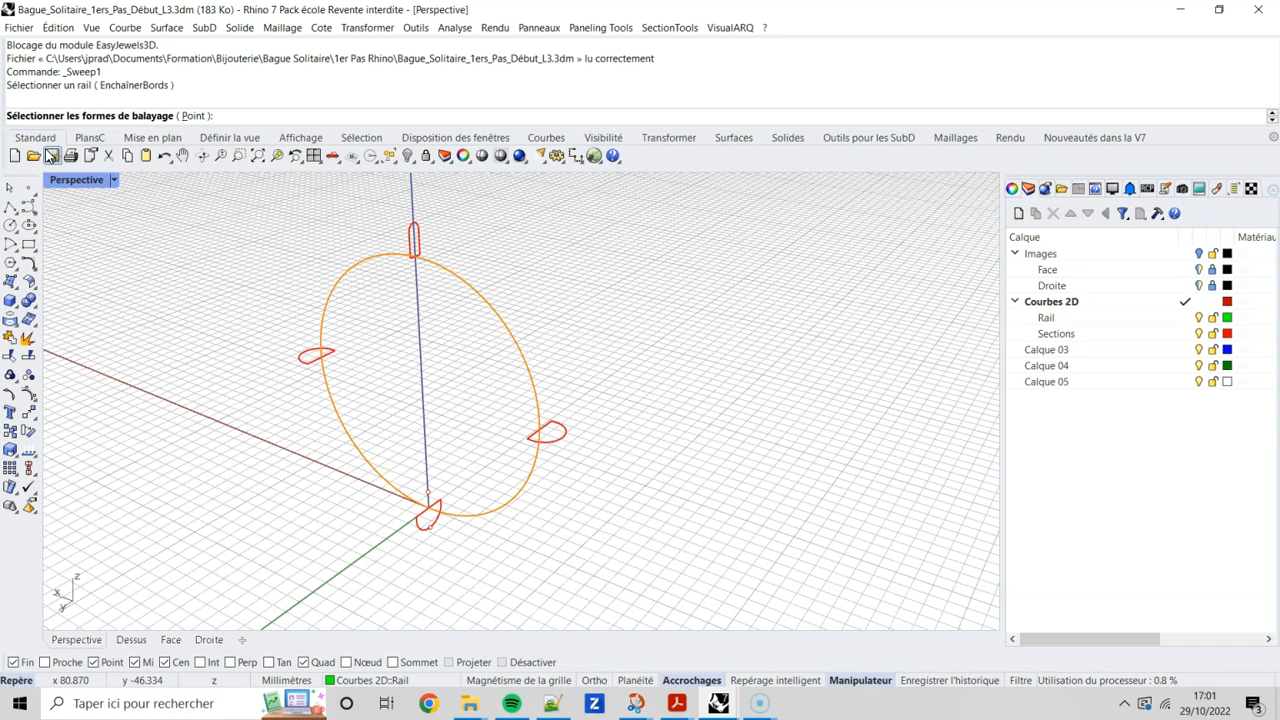 Bague_Solitaire_1ers_Pas_Début_L3.3dm (183 Ko) - Rhino 7 Pack école Revente interdite - [Perspective]
Fichier Édition Vue Courbe Surface SubD Solide Maillage Cote Transformer Outils Analyse Rendu Panneaux Paneling Tools SectionTools VisualARQ ?
Blocage du module EasyJewels3D.
Fichier « C:\Users\jprad\Documents\Formation\Bijouterie\Bague Solitaire\1er Pas Rhino\Bague_Solitaire_1ers_Pas_Début_L3.3dm » lu correctement
Commande: _Sweep1
Sélectionner un rail ( EnchaînerBords )
Sélectionner les formes de balayage ( Point ):
Standard PlansC Mise en plan Définir la vue Affichage Sélection Disposition des fenêtres Courbes Visibilité Transformer Surfaces Solides Outils pour les SubD Maillages Rendu Nouveautés dans la V7
Perspective
Calque Matériau
Images
Face
Droite
Courbes 2D
Rail
Sections
Calque 03
Calque 04
Calque 05
z
x
y
Perspective Dessus Face Droite
Fin Proche Point Mi Cen Int Perp Tan Quad Nœud Sommet Projeter Désactiver
Repère x 80.870 y -46.334 z Millimètres Courbes 2D::Rail Magnétisme de la grille Ortho Planéité Accrochages Repérage intelligent Manipulateur Enregistrer l'historique Filtre Utilisation du processeur : 0.8 %
Taper ici pour rechercher
17:01
29/10/2022
3